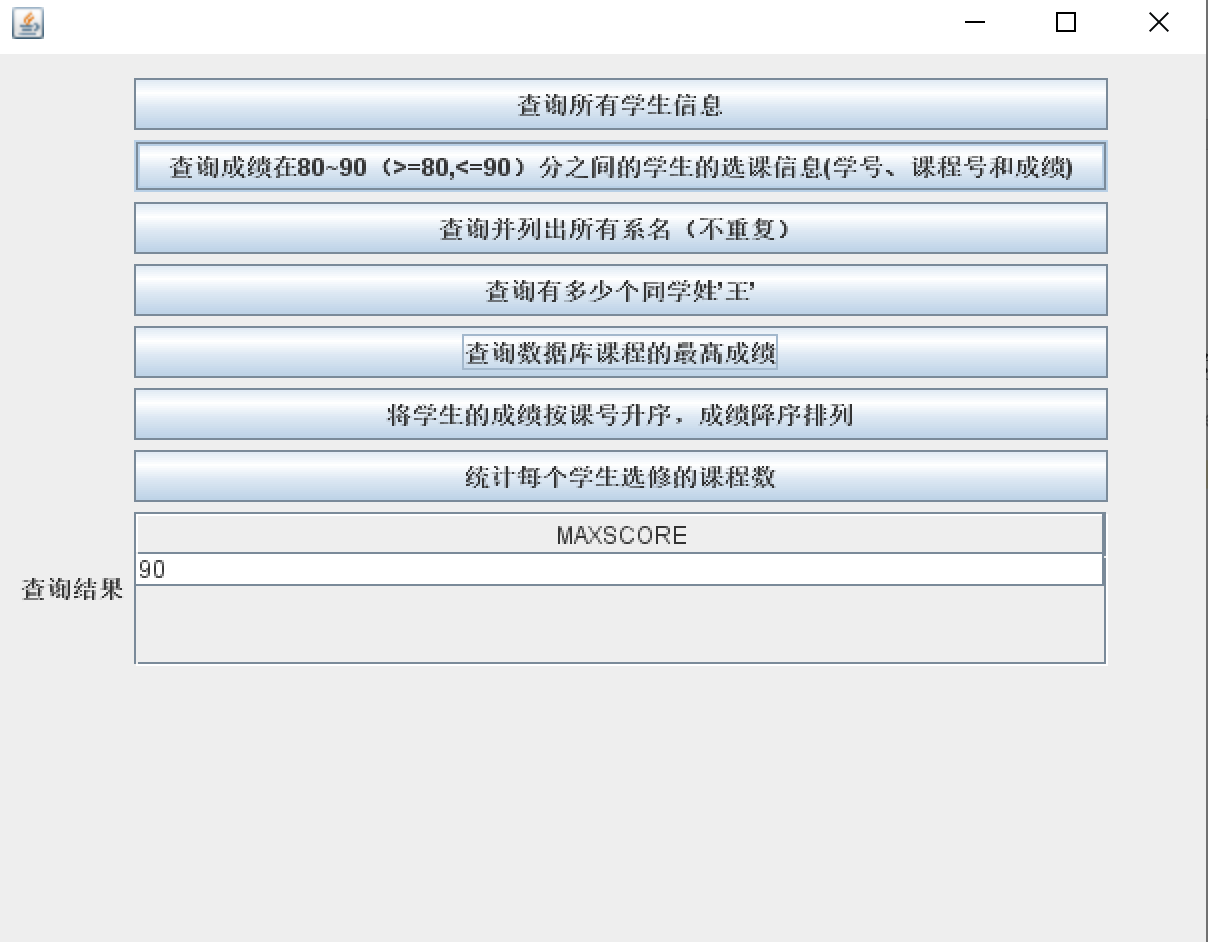 查询所有学生信息
查询成绩在80~90（>=80,<=90）分之间的学生的选课信息(学号、课程号和成绩)
查询并列出所有系名（不重复）
查询有多少个同学姓'王'
查询数据库课程的最高成绩
将学生的成绩按课号升序，成绩降序排列
统计每个学生选修的课程数
MAXSCORE
90
查询结果